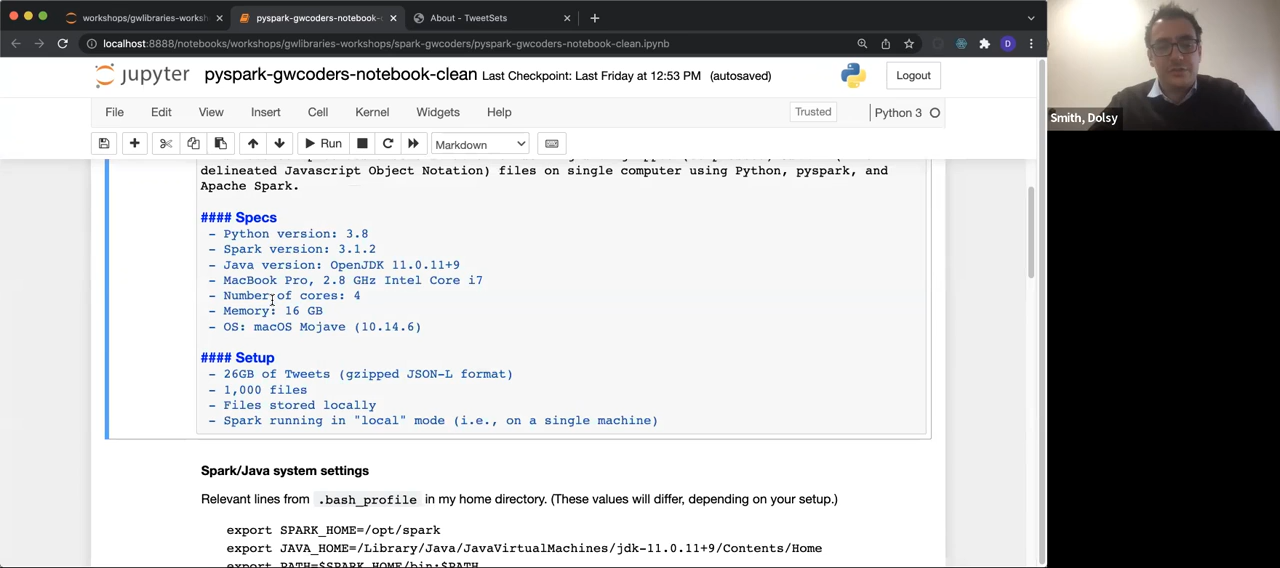 workshops/gwlibraries-worksh
pyspark-gwcoders-notebook-
About - TweetSets
localhost:8888/notebooks/workshops/gwlibraries-workshops/spark-gwcoders/pyspark-gwcoders-notebook-clean.ipynb
D
Smith, Dolsy
jupyter pyspark-gwcoders-notebook-clean Last Checkpoint: Last Friday at 12:53 PM (autosaved)
Logout
File Edit View Insert Cell Kernel Widgets Help
Trusted
Python 3
Run
Markdown
delineated Javascript Object Notation) files on single computer using Python, pyspark, and
Apache Spark.
#### Specs
- Python version: 3.8
- Spark version: 3.1.2
- Java version: OpenJDK 11.0.11+9
- MacBook Pro, 2.8 GHz Intel Core i7
- Number of cores: 4
- Memory: 16 GB
- OS: macOS Mojave (10.14.6)
#### Setup
- 26GB of Tweets (gzipped JSON-L format)
- 1,000 files
- Files stored locally
- Spark running in "local" mode (i.e., on a single machine)
Spark/Java system settings
Relevant lines from .bash_profile in my home directory. (These values will differ, depending on your setup.)
export SPARK_HOME=/opt/spark
export JAVA_HOME=/Library/Java/JavaVirtualMachines/jdk-11.0.11+9/Contents/Home
export PATH=$SPARK_HOME/bin:$PATH